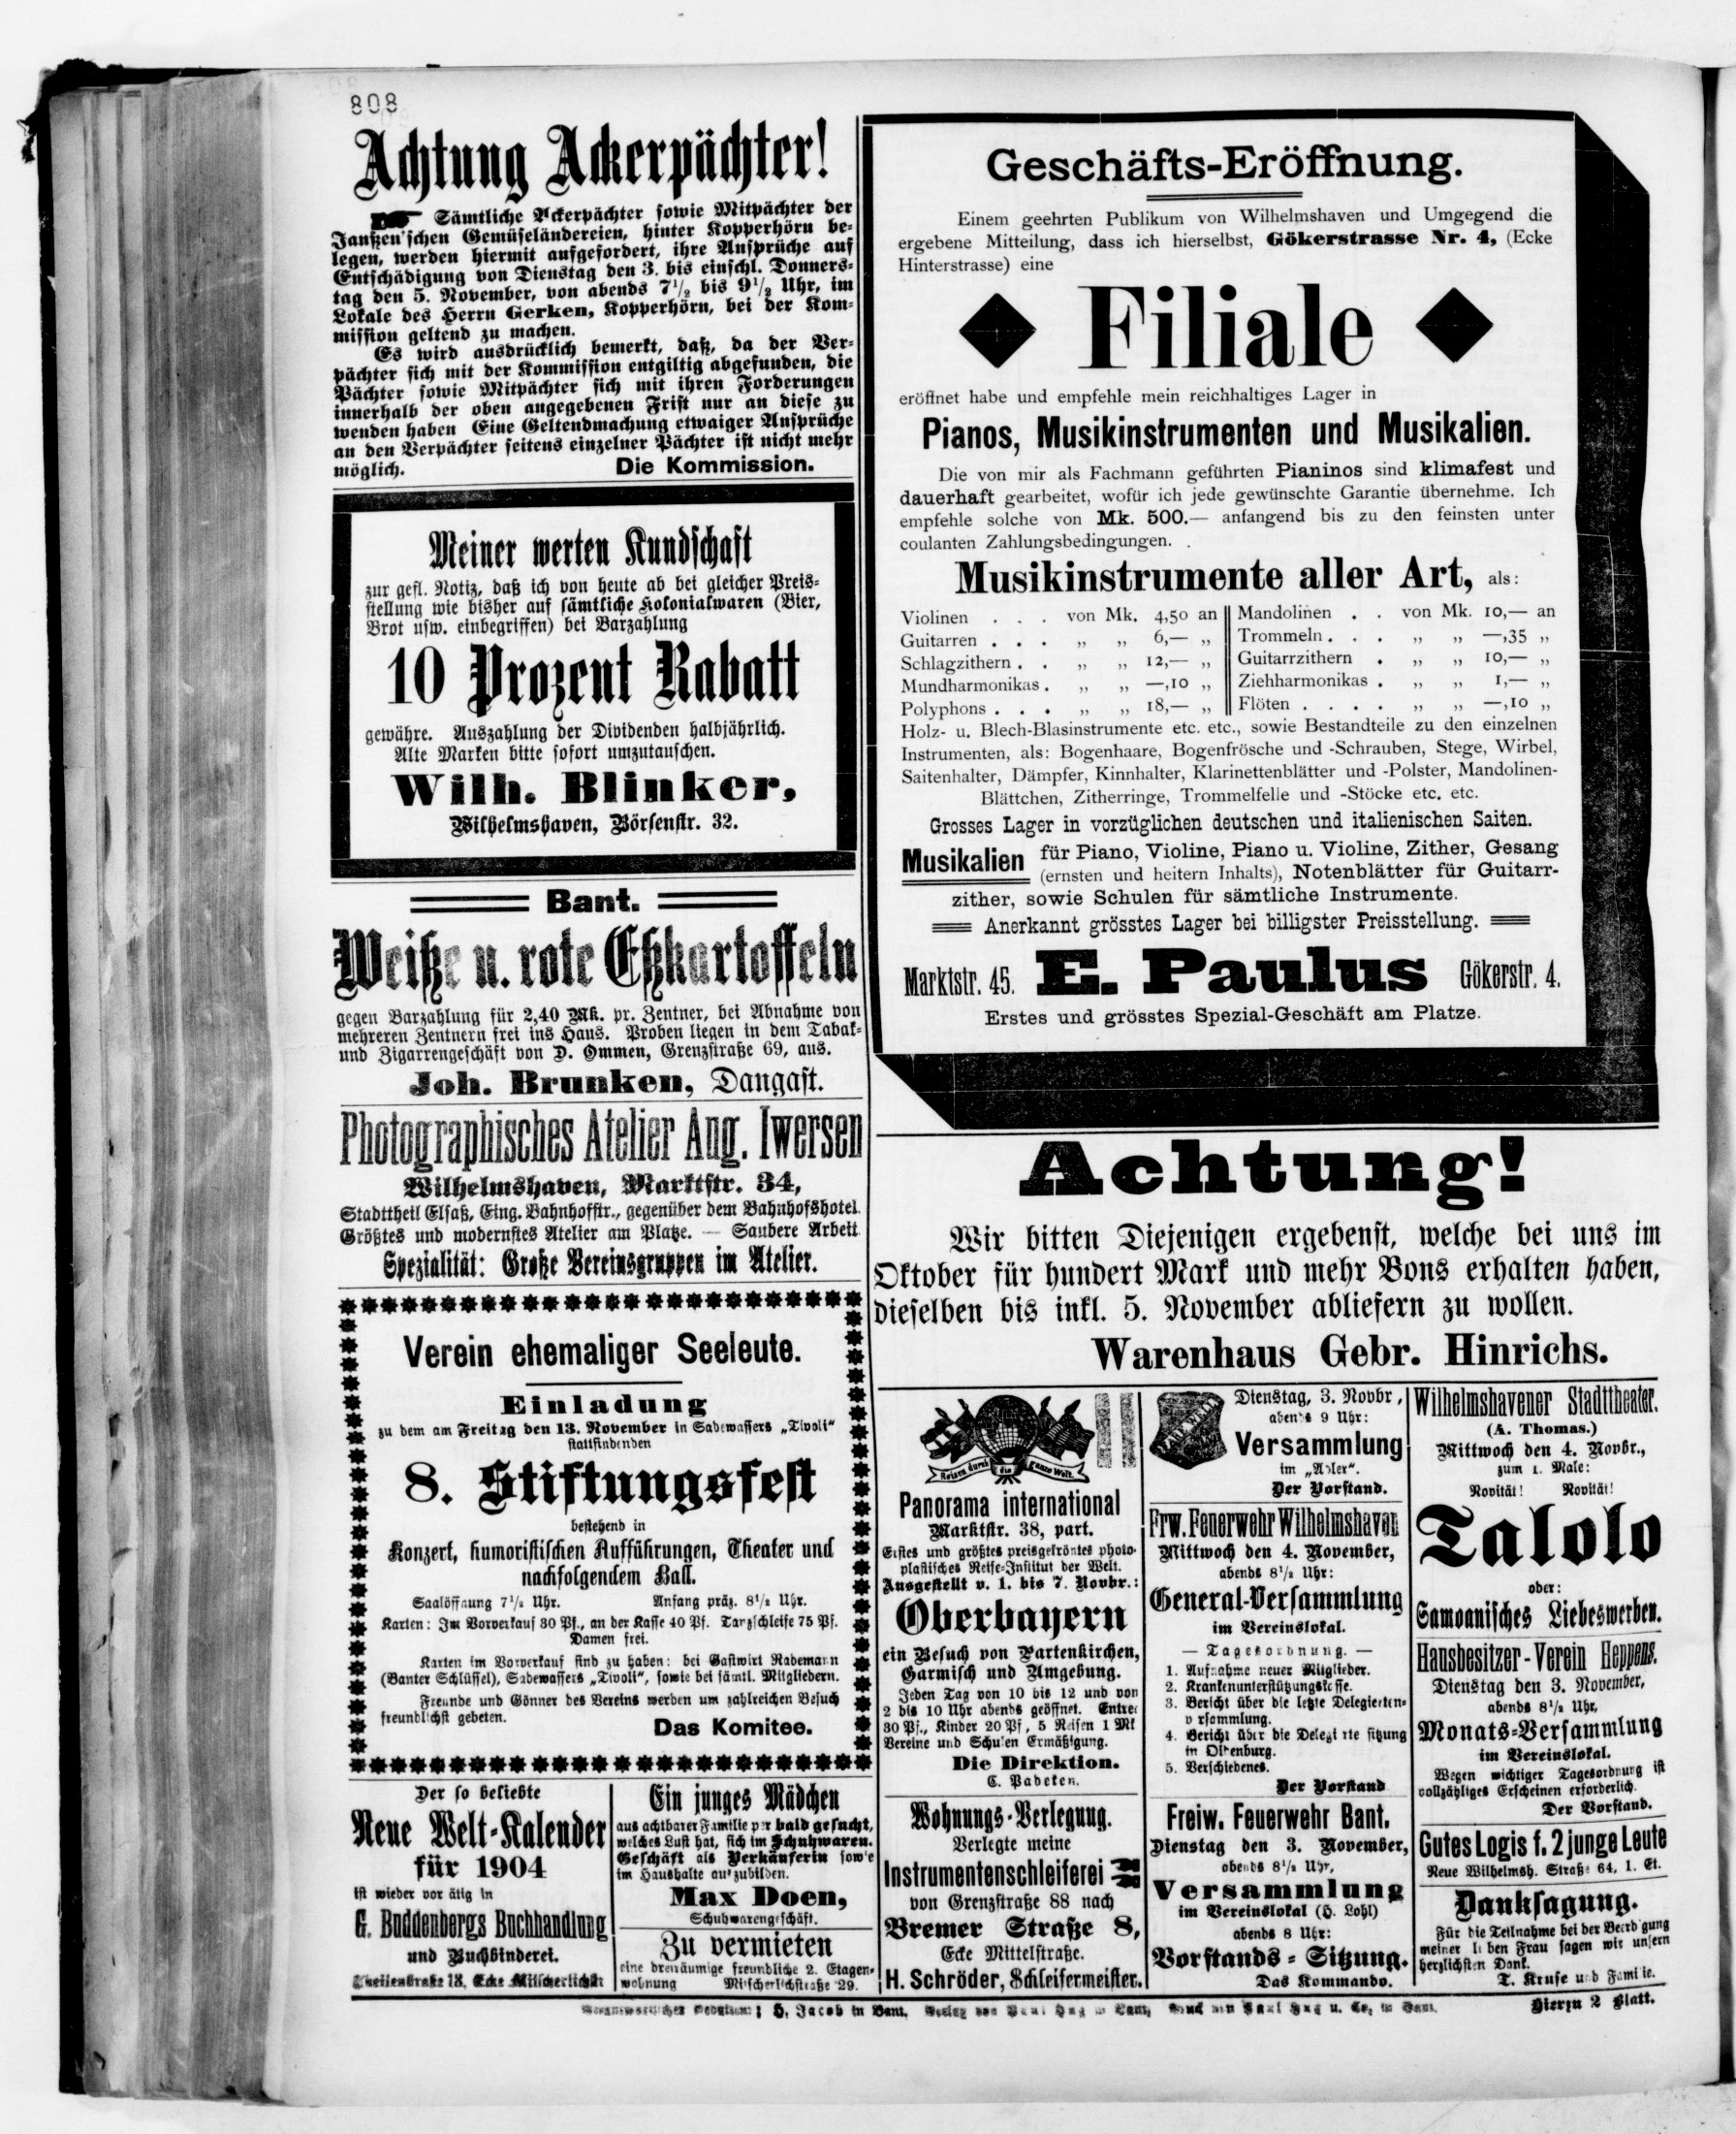 808
Achtung Ackerpächter!
Sämtliche Ackerpächter sowie Mitpächter der
Janßen'schen Gemüseländereien, hinter Kopperhörn be-
legen, werden hiermit aufgefordert, ihre Ansprüche auf
Entschädigung von Dienstag den 3. bis einschl. Donners-
tag den 5. November, von abends 7½ bis 9½ Uhr, im
Lokale des Herrn Gerken, Kopperhörn, bei der Kom-
mission geltend zu machen.
Es wird ausdrücklich bemerkt, daß, da der Ver-
pächter sich mit der Kommission entgiltig abgefunden, die
Pächter sowie Mitpächter sich mit ihren Forderungen
innerhalb der oben angegebenen Frist nur an diese zu
wenden haben Eine Geltendmachung etwaiger Ansprüche
an den Verpächter seitens einzelner Pächter ist nicht mehr
möglich. Die Kommission.
Meiner werten Kundschaft
zur gefl. Notiz, daß ich von heute ab bei gleicher Preis-
stellung wie bisher auf sämtliche Kolonialwaren (Bier,
Brot usw. einbegriffen) bei Barzahlung
10 Prozent Rabatt
gewähre. Auszahlung der Dividenden halbjährlich.
Alte Marken bitte sofort umzutauschen.
Wilh. Blinker,
Wilhelmshaven, Börsenstr. 32.
Bant.
Weiße u. rote Eßkartoffeln
gegen Barzahlung für 2,40 Mk. pr. Zentner, bei Abnahme von
mehreren Zentnern frei ins Haus. Proben liegen in dem Tabak-
und Zigarrengeschäft von D. Ommen, Grenzstraße 69, aus.
Joh. Brunken, Dangast.
Photographisches Atelier Aug. Iwersen
Wilhelmshaven, Marktstr. 34,
Stadttheil Elsaß, Eing. Bahnhofstr., gegenüber dem Bahnhofshotel
Größtes und modernstes Atelier am Platze. — Saubere Arbeit
Spezialität: Große Vereinsgruppen im Atelier.
Verein ehemaliger Seeleute.
Einladung
zu dem am Freitag den 13. November in Sadewassers „Tivoli"
stattfindenden
8. Stiftungsfest
bestehend in
Konzert, humoristischen Aufführungen, Theater und
nachfolgendem Ball.
Saalöffnung 7½ Uhr. Anfang präz. 8½ Uhr.
Karten: Im Vorverkauf 30 Pf., an der Kasse 40 Pf. Tanzschleife 75 Pf.
Damen frei.
Karten im Vorverkauf sind zu haben: bei Gastwirt Rademann
(Banter Schlüssel), Sadewassers „Tivoli", sowie bei sämtl. Mitgliedern.
Freunde und Gönner des Vereins werden um zahlreichen Besuch
freundlichst gebeten.
Das Komitee.
Der so beliebte
Neue Welt-Kalender
für 1904
ist wieder vorrätig in
G. Buddenbergs Buchhandlung
und Buchbinderei.
Ein junges Mädchen
aus achtbarer Familie per bald gesucht,
welches Lust hat, sich im Schuhwaren-
Geschäft als Verkäuferin sowie
im Haushalte auszubilden.
Max Doen,
Schuhwarengeschäft.
Zu vermieten
eine dreiräumige freundliche 2. Etagen-
wohnung Mitscherlichstraße 29.
Geschäfts-Eröffnung.
Einem geehrten Publikum von Wilhelmshaven und Umgegend die
ergebene Mitteilung, dass ich hierselbst, Gökerstrasse Nr. 4, (Ecke
Hinterstrasse) eine
Filiale
eröffnet habe und empfehle mein reichhaltiges Lager in
Pianos, Musikinstrumenten und Musikalien.
Die von mir als Fachmann geführten Pianinos sind klimafest und
dauerhaft gearbeitet, wofür ich jede gewünschte Garantie übernehme. Ich
empfehle solche von Mk. 500.— anfangend bis zu den feinsten unter
coulanten Zahlungsbedingungen.
Musikinstrumente aller Art, als:
Violinen . . . von Mk. 4,50 an
Guitarren . . . „ „ 6,— „
Schlagzithern . . „ „ 12,— „
Mundharmonikas . „ „ —,10 „
Polyphons . . . „ „ 18,— „
Mandolinen . . von Mk. 10,— an
Trommeln . . . „ „ —,35 „
Guitarrzithern . „ „ 10,— „
Ziehharmonikas . „ „ 1,— „
Flöten . . . . „ „ —,10 „
Holz- u. Blech-Blasinstrumente etc. etc., sowie Bestandteile zu den einzelnen
Instrumenten, als: Bogenhaare, Bogenfrösche und -Schrauben, Stege, Wirbel,
Saitenhalter, Dämpfer, Kinnhalter, Klarinettenblätter und -Polster, Mandolinen-
Blättchen, Zitherringe, Trommelfelle und -Stöcke etc. etc.
Grosses Lager in vorzüglichen deutschen und italienischen Saiten.
Musikalien für Piano, Violine, Piano u. Violine, Zither, Gesang
(ernsten und heitern Inhalts), Notenblätter für Guitarr-
zither, sowie Schulen für sämtliche Instrumente.
Anerkannt grösstes Lager bei billigster Preisstellung.
Marktstr. 45. E. Paulus Gökerstr. 4.
Erstes und grösstes Spezial-Geschäft am Platze.
Achtung!
Wir bitten Diejenigen ergebenst, welche bei uns im
Oktober für hundert Mark und mehr Bons erhalten haben,
dieselben bis inkl. 5. November abliefern zu wollen.
Warenhaus Gebr. Hinrichs.
Reisen durch die ganze Welt.
Panorama international
Marktstr. 38, part.
Erstes und größtes preisgekröntes photo-
plastisches Reise-Institut der Welt.
Ausgestellt v. 1. bis 7. Novbr.:
Oberbayern
ein Besuch von Partenkirchen,
Garmisch und Umgebung.
Jeden Tag von 10 bis 12 und von
2 bis 10 Uhr abends geöffnet. Entree
30 Pf., Kinder 20 Pf, 5 Reisen 1 Mk
Vereine und Schulen Ermäßigung.
Die Direktion.
C. Babeken.
Wohnungs-Verlegung.
Verlegte meine
Instrumentenschleiferei
von Grenzstraße 88 nach
Bremer Straße 8,
Ecke Mittelstraße.
H. Schröder, Schleifermeister.
Dienstag, 3. Novbr,
abends 9 Uhr:
Versammlung
im „Adler".
Der Vorstand.
Frw. Feuerwehr Wilhelmshaven
Mittwoch den 4. November,
abends 8½ Uhr:
General-Versammlung
im Vereinslokal.
— Tagesordnung. —
1. Aufnahme neuer Mitglieder.
2. Krankenunterstützungskasse.
3. Bericht über die letzte Delegierten-
versammlung.
4. Bericht über die Delegiertesitzung
in Oldenburg.
5. Verschiedenes.
Der Vorstand
Freiw. Feuerwehr Bant.
Dienstag den 3. November,
abends 8½ Uhr,
Versammlung
im Vereinslokal (H. Lohl)
abends 8 Uhr:
Vorstands-Sitzung.
Das Kommando.
Wilhelmshavener Stadttheater.
(A. Thomas.)
Mittwoch den 4. Novbr.,
zum 1. Male:
Novität! Novität!
Talolo
oder:
Samoanisches Liebeswerben.
Hausbesitzer-Verein Heppens.
Dienstag den 3. November,
abends 8½ Uhr,
Monats-Versammlung
im Vereinslokal.
Wegen wichtiger Tagesordnung ist
vollzähliges Erscheinen erforderlich.
Der Vorstand.
Gutes Logis f. 2 junge Leute
Neue Wilhelmsh. Straße 64, 1. Et.
Danksagung.
Für die Teilnahme bei der Beerdigung
meiner lieben Frau sagen wir unsern
herzlichsten Dank.
T. Kruse und Familie.
H. Jacob in Bant.
Hierzu 2 Blatt.